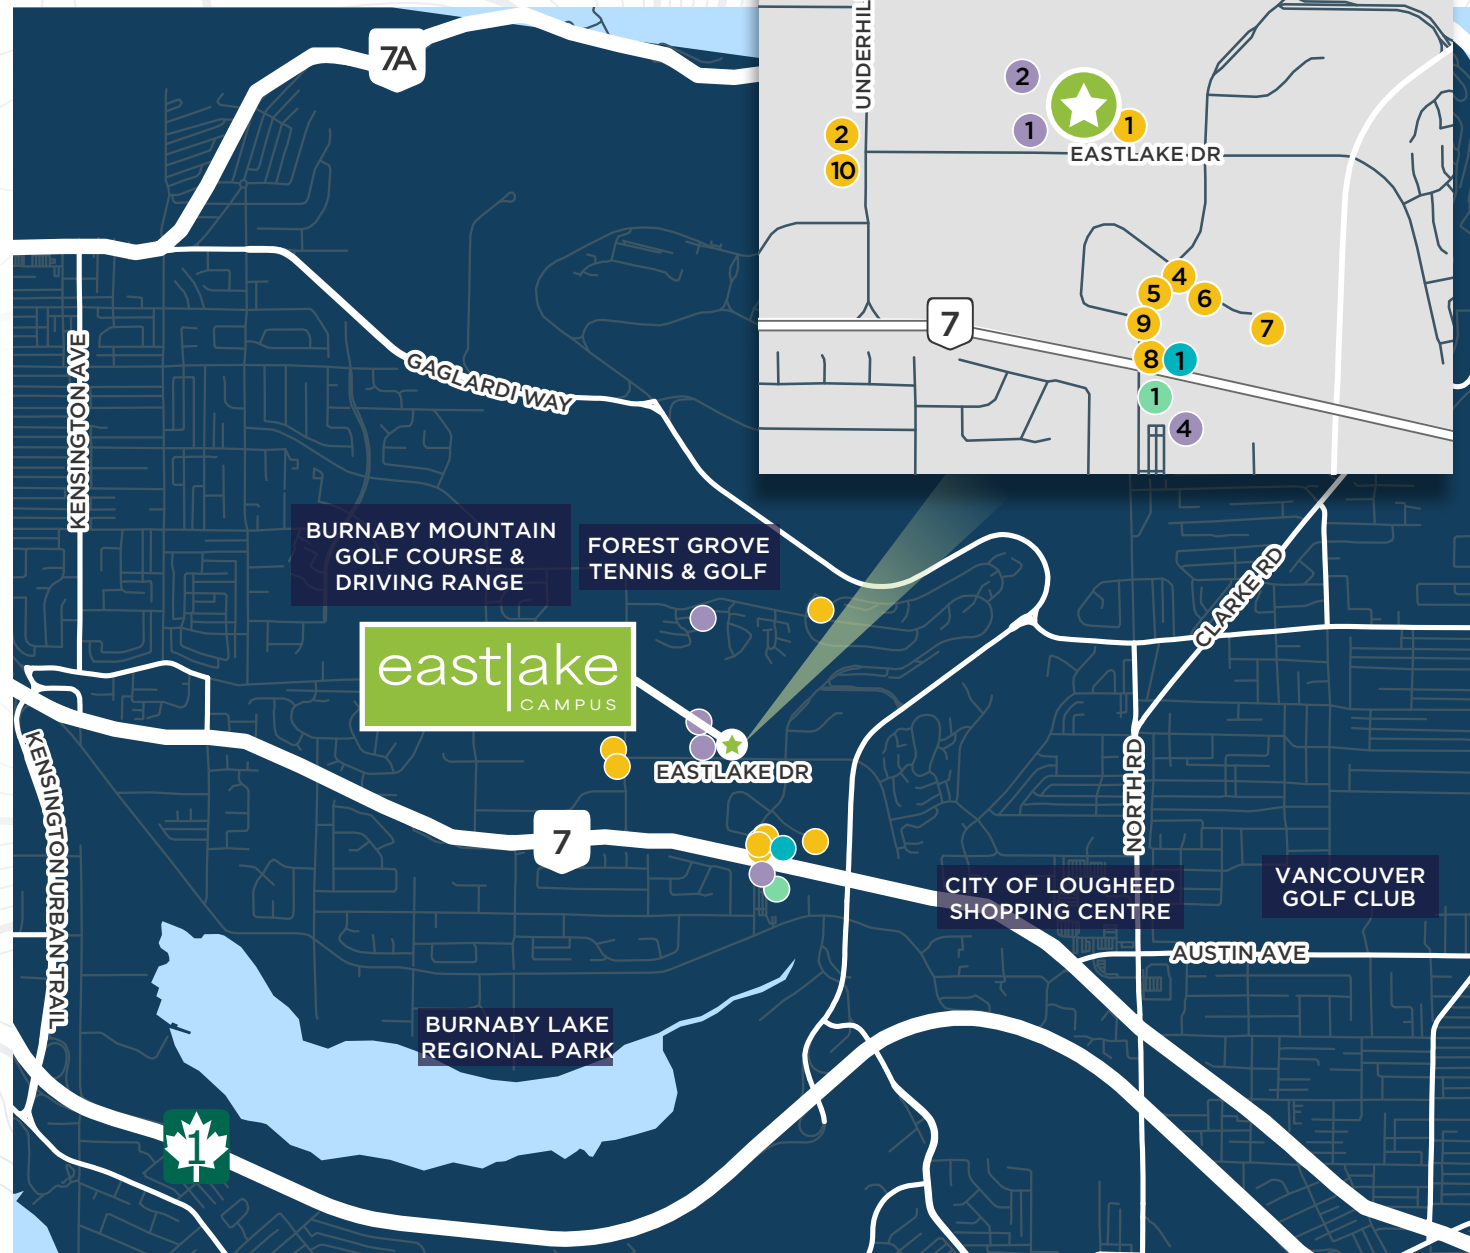 7A
UNDERHIL
2
1
1
2
10
EASTLAKE DR
4
5
6
9
7
7
8
1
1
4
KENSINGTON AVE
GAGLARDI WAY
BURNABY MOUNTAIN
GOLF COURSE &
DRIVING RANGE
FOREST GROVE
TENNIS & GOLF
CLARKE RD
eastlake
CAMPUS
EASTLAKE DR
KENSINGTON URBAN TRAIL
NORTH RD
7
CITY OF LOUGHEED
SHOPPING CENTRE
VANCOUVER
GOLF CLUB
AUSTIN AVE
BURNABY LAKE
REGIONAL PARK
1